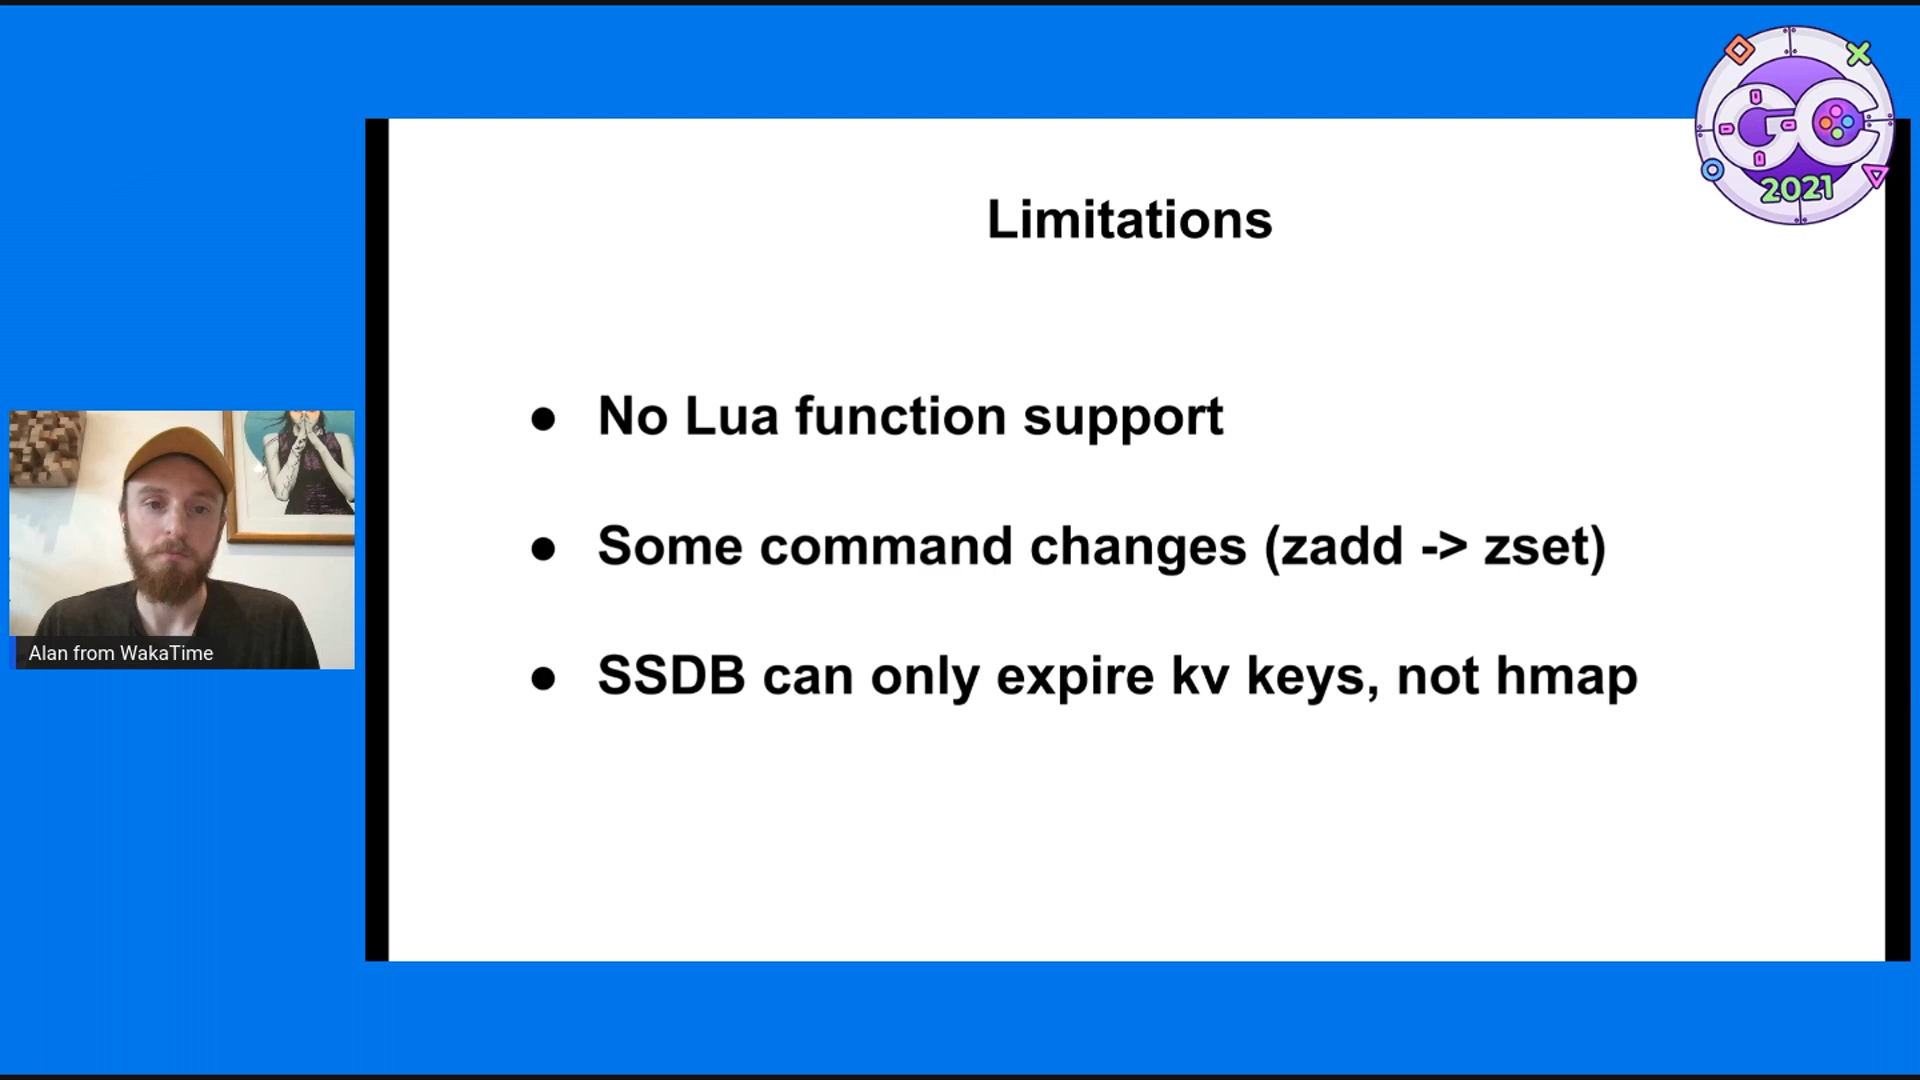 GC
2021
Limitations
● No Lua function support
● Some command changes (zadd -> zset)
● SSDB can only expire kv keys, not hmap
Alan from WakaTime